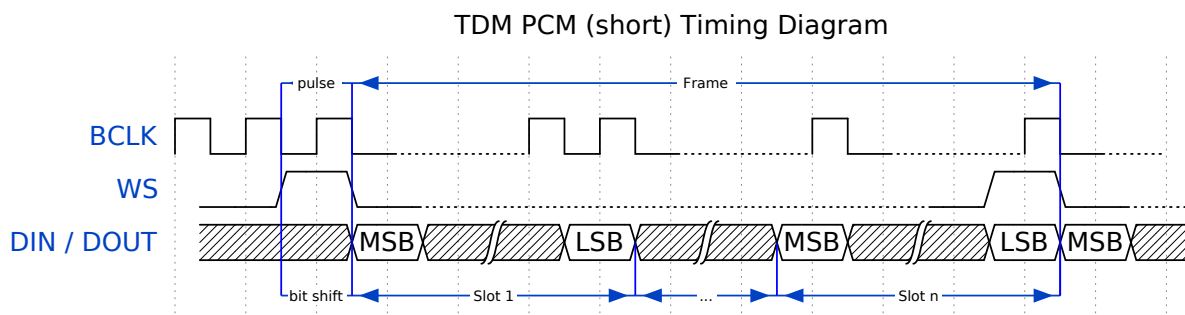 TDM PCM (short) Timing Diagram
pulse Frame
BCLK
WS
DIN / DOUT MSB LSB MSB LSB MSB
bit shift Slot 1 ... Slot n